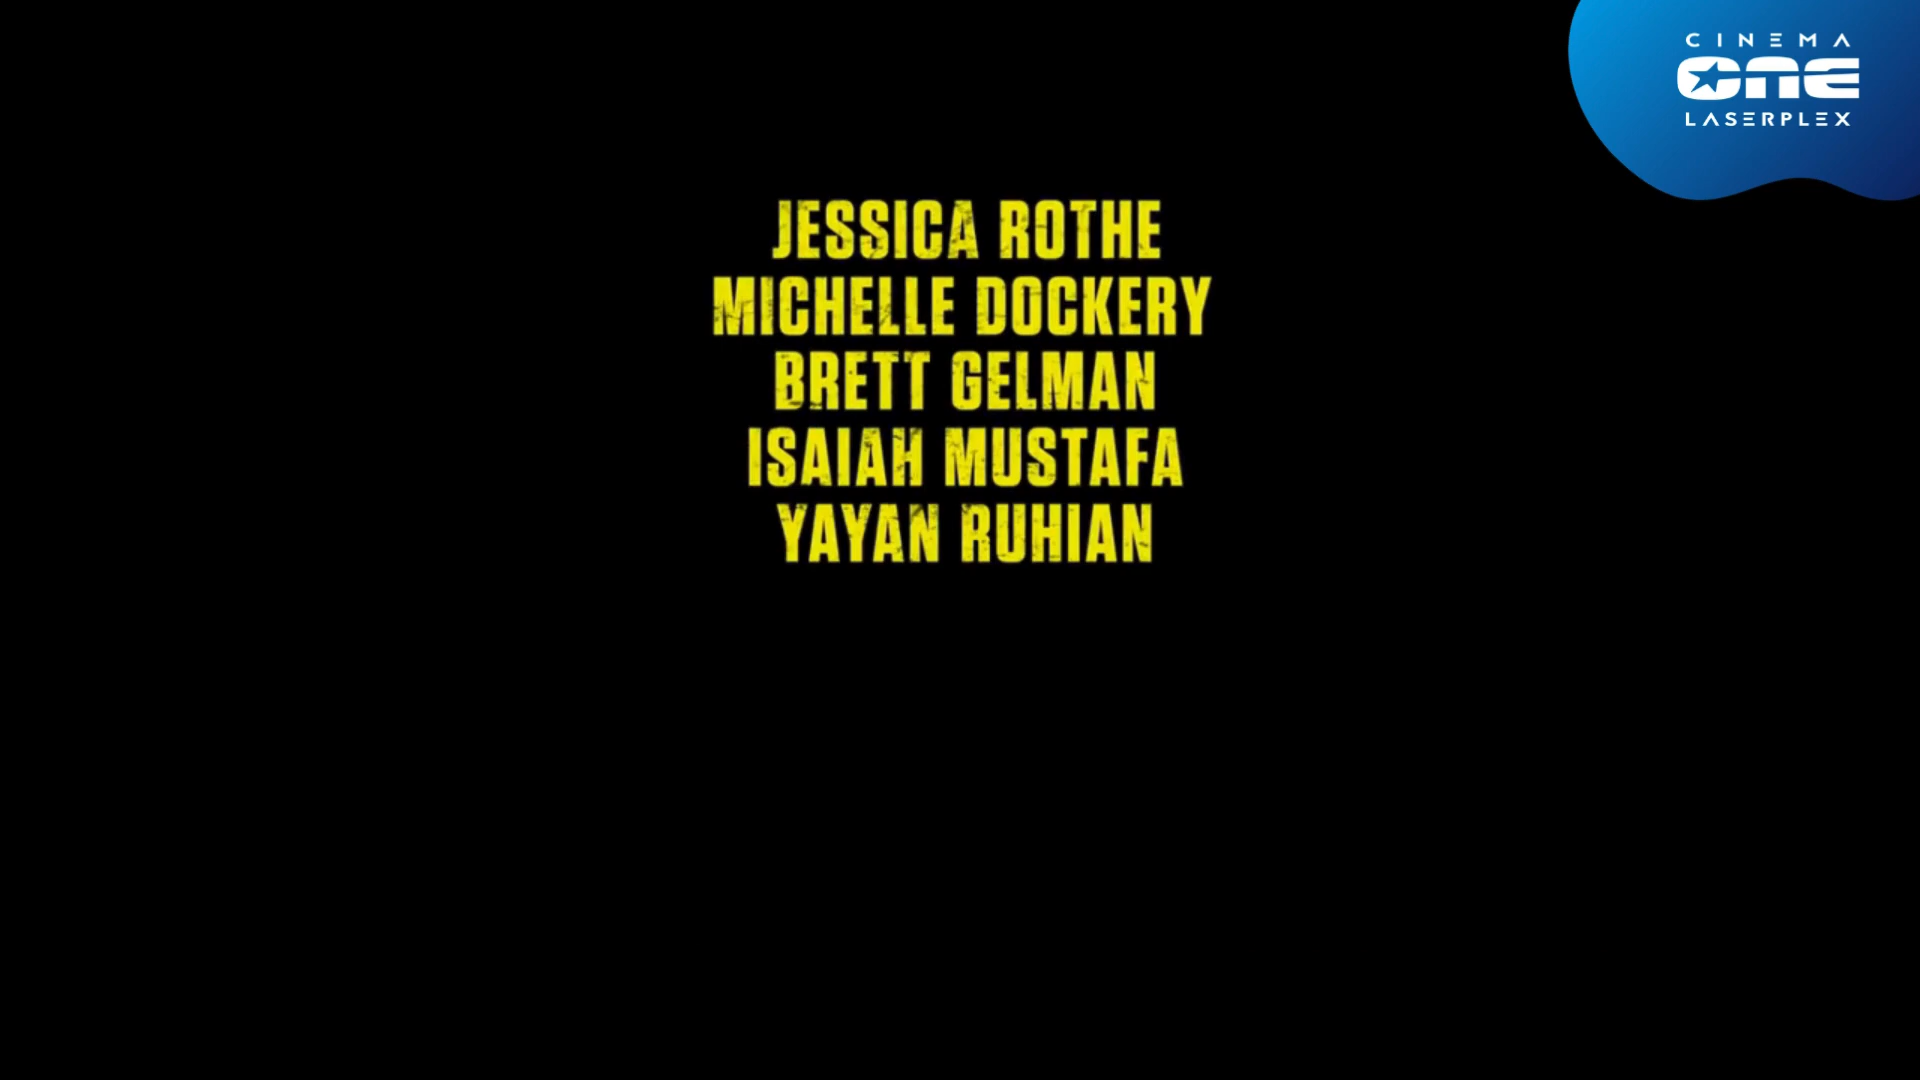 CINEMA
ONE
LASERPLEX
JESSICA ROTHE
MICHELLE DOCKERY
BRETT GELMAN
ISAIAH MUSTAFA
YAYAN RUHIAN